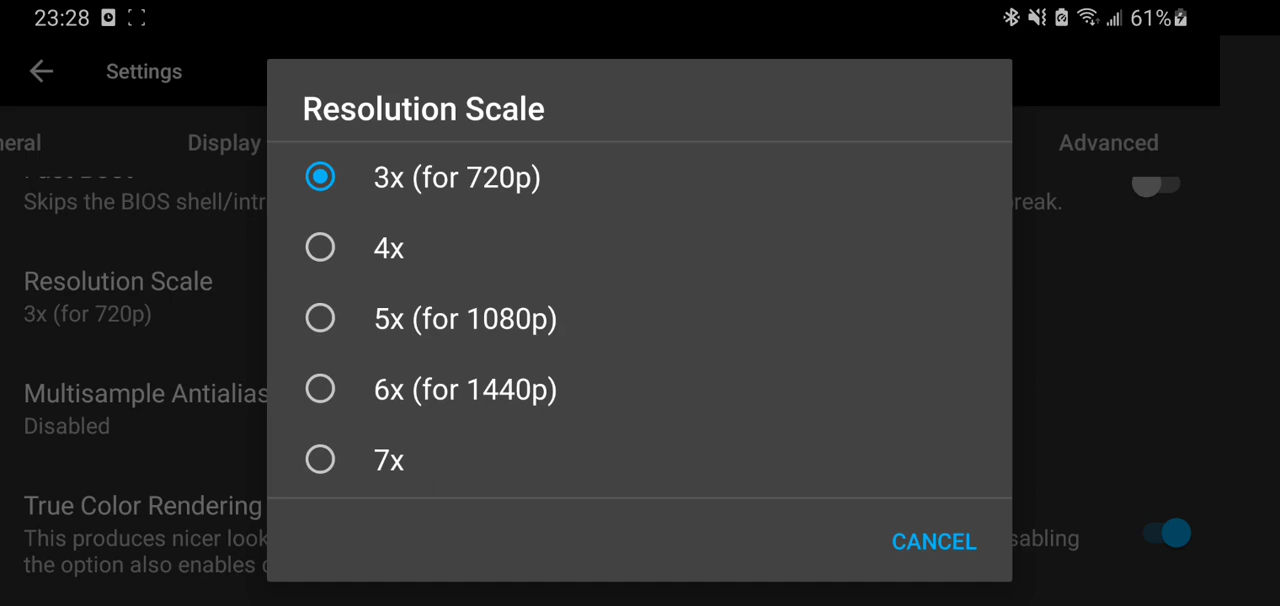 23:28
61%
Settings
Resolution Scale
neral
Display
Advanced
3x (for 720p)
Skips the BIOS shell/intr
reak.
4x
Resolution Scale
3x (for 720p)
5x (for 1080p)
Multisample Antialias
Disabled
6x (for 1440p)
7x
True Color Rendering
This produces nicer look
sabling
the option also enables
CANCEL